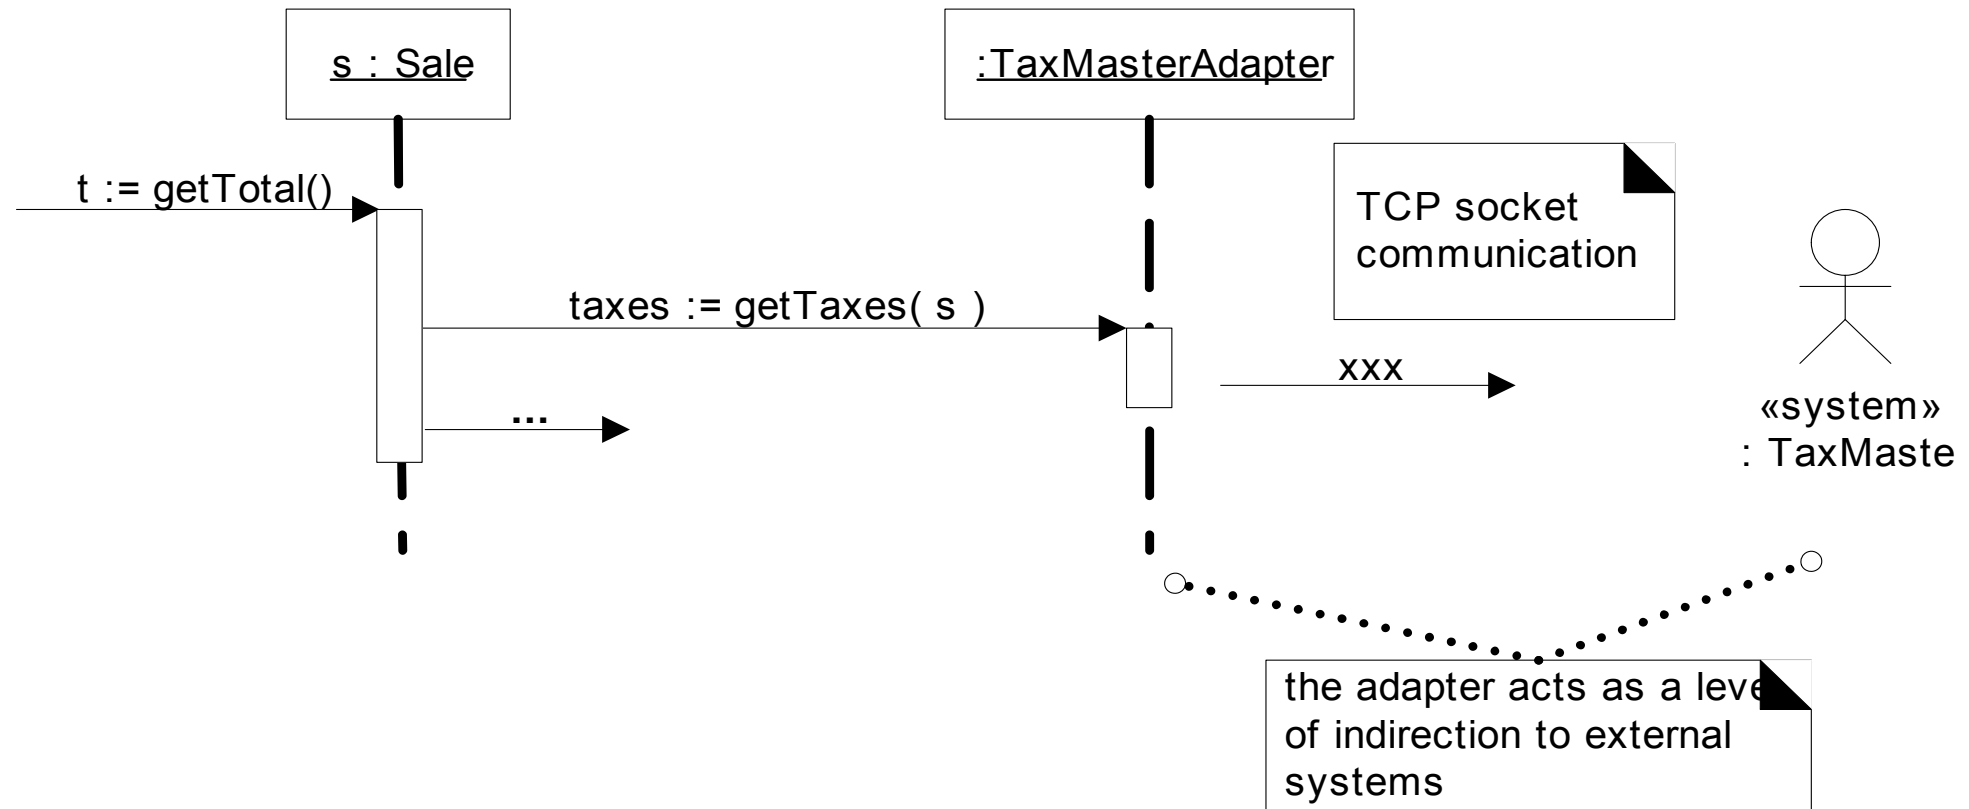 s : Sale
:TaxMasterAdapter
t := getTotal()
TCP socket
communication
taxes := getTaxes( s )
xxx
...
«system»
: TaxMaste
the adapter acts as a leve
of indirection to external
systems